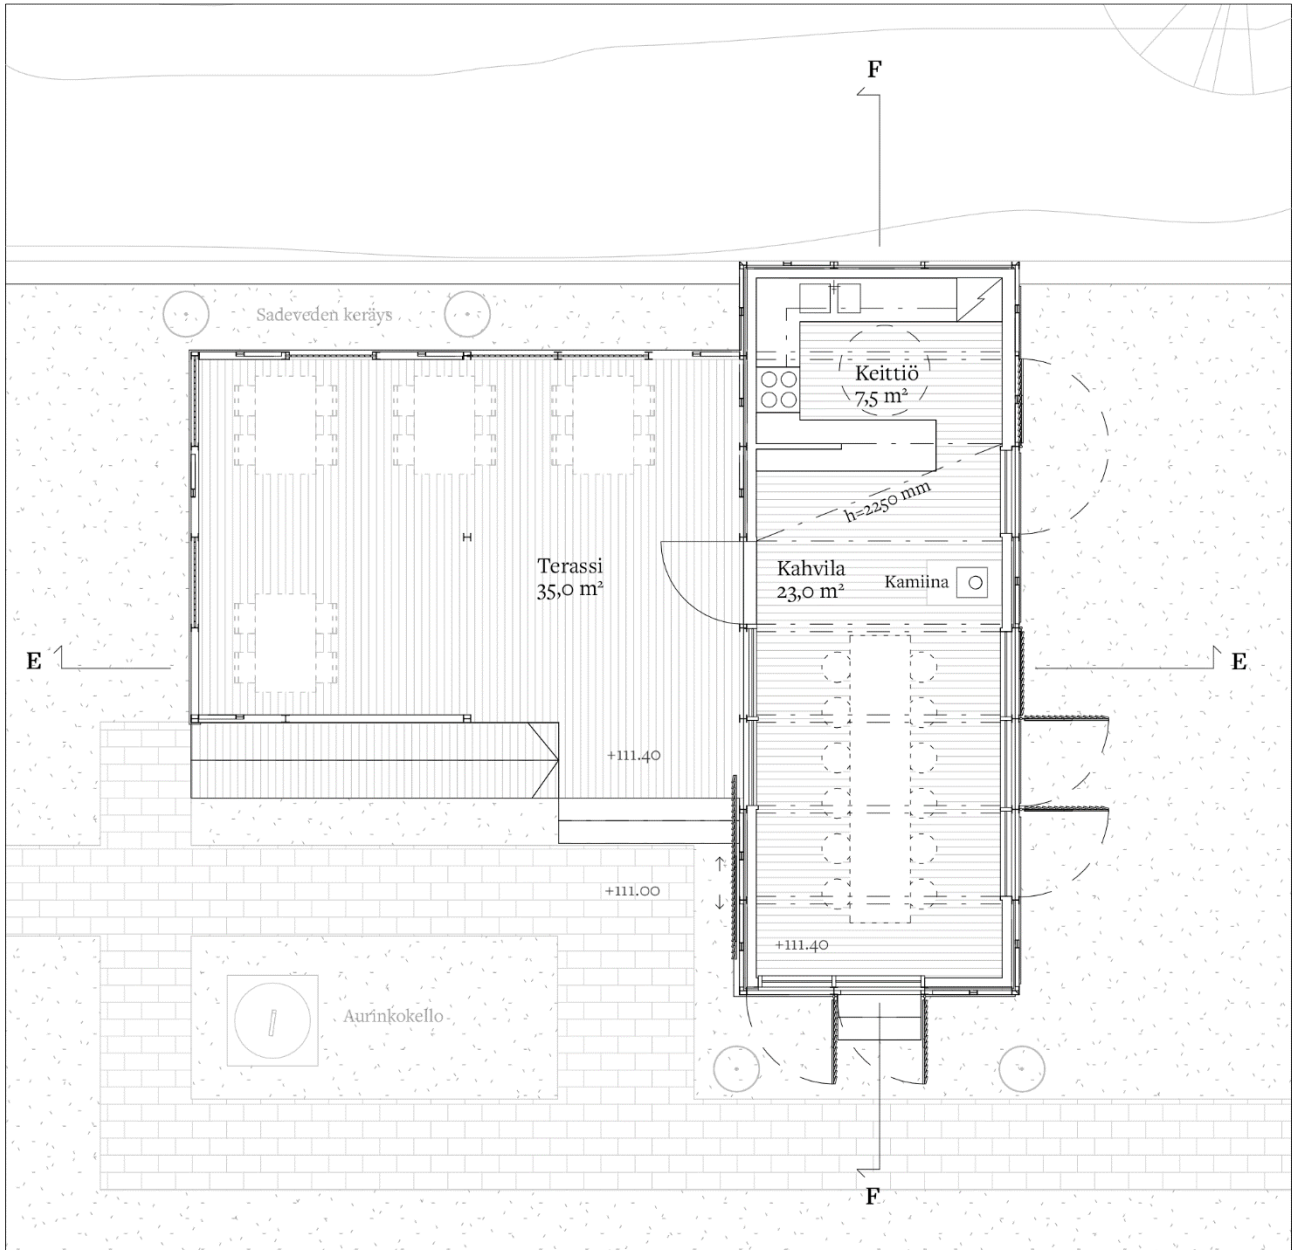 F
Sadeveden keräys
Keittiö
7,5 m²
h=2250 mm
Terassi
35,0 m²
Kahvila
23,0 m²
Kamiina
E
E
+111.40
+111.00
+111.40
Aurinkokello
F